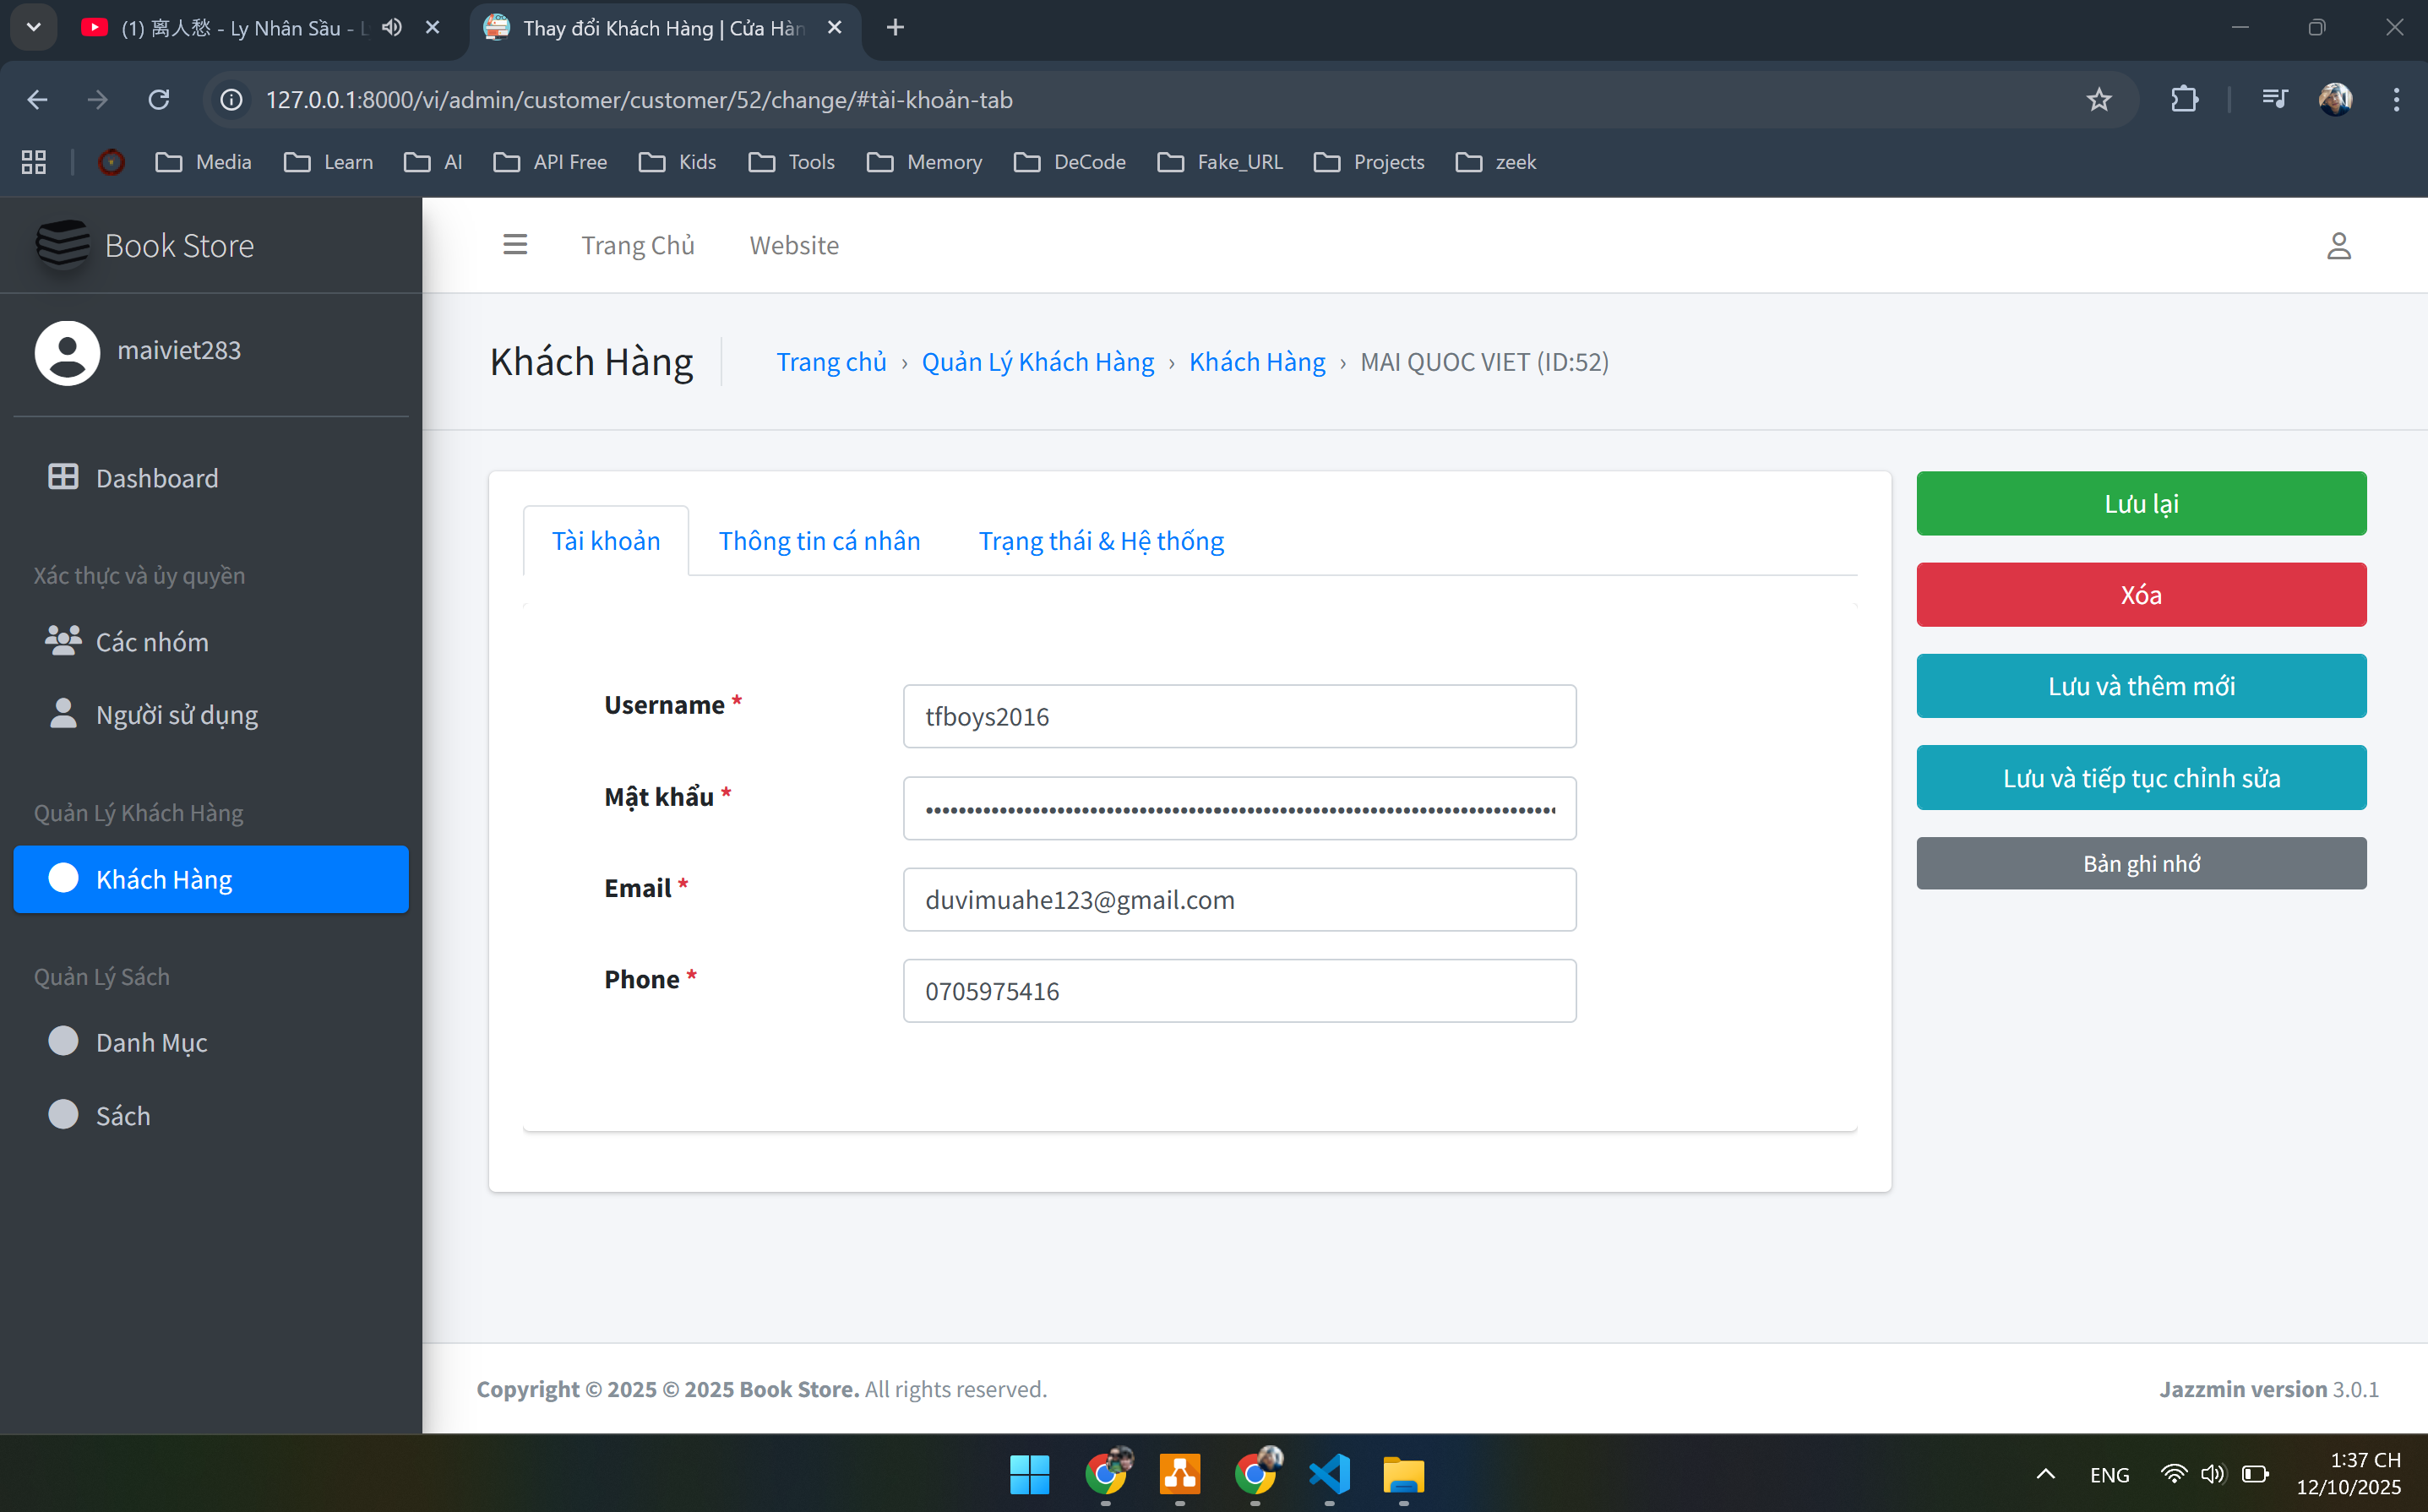 (1) 离人愁 - Ly Nhân Sầu - L
Thay đổi Khách Hàng | Cửa Hàn
127.0.0.1:8000/vi/admin/customer/customer/52/change/#tài-khoản-tab
Media Learn AI API Free Kids Tools Memory DeCode Fake_URL Projects zeek
Book Store
Trang Chủ Website
maiviet283
Khách Hàng
Trang chủ › Quản Lý Khách Hàng › Khách Hàng › MAI QUOC VIET (ID:52)
Dashboard
Xác thực và ủy quyền
Các nhóm
Người sử dụng
Quản Lý Khách Hàng
Khách Hàng
Quản Lý Sách
Danh Mục
Sách
Tài khoản Thông tin cá nhân Trạng thái & Hệ thống
Username * tfboys2016
Mật khẩu * ••••••••••••••••••••••••••••••••••••••••••••••••••••••••••••••••••••••••••••••
Email * duvimuahe123@gmail.com
Phone * 0705975416
Lưu lại
Xóa
Lưu và thêm mới
Lưu và tiếp tục chỉnh sửa
Bản ghi nhớ
Copyright © 2025 © 2025 Book Store. All rights reserved.
Jazzmin version 3.0.1
ENG
1:37 CH
12/10/2025